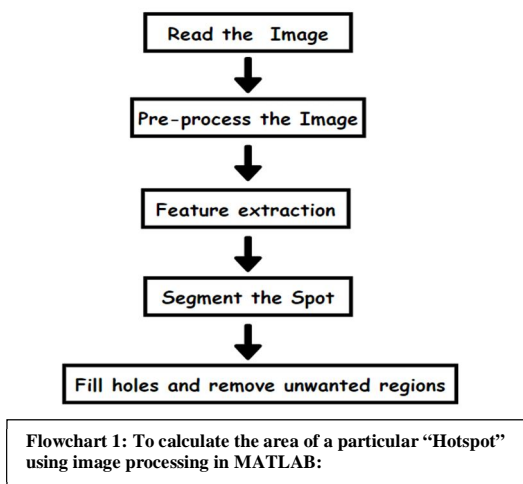 Read the Image
Pre-process the Image
Feature extraction
Segment the Spot
Fill holes and remove unwanted regions
Flowchart 1: To calculate the area of a particular “Hotspot”
using image processing in MATLAB: